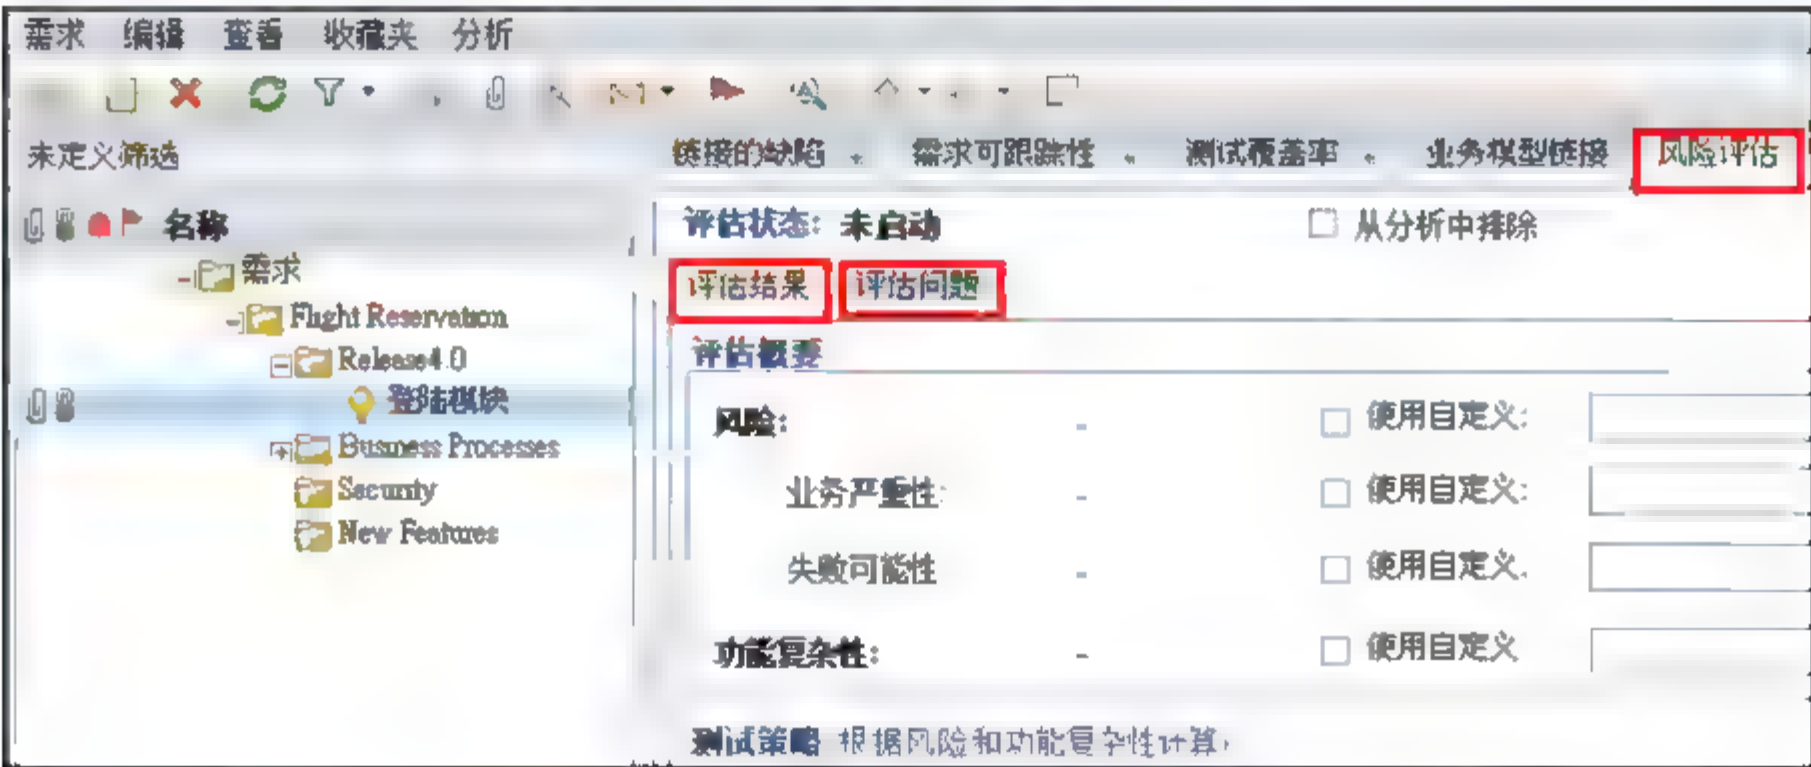 需求 编辑 查看 收藏夹 分析
未定义筛选
链接的缺陷 需求可跟踪性 测试覆盖率 业务模型链接 风险评估
名称
评估状态: 未启动 从分析中排除
需求
评估结果 评估问题
Flight Reservation
评估概要
Release4.0
登陆模块
风险: - 使用自定义:
Business Processes
业务严重性: - 使用自定义:
Security
New Features
失败可能性 - 使用自定义.
功能复杂性: - 使用自定义
测试策略 根据风险和功能复杂性计算